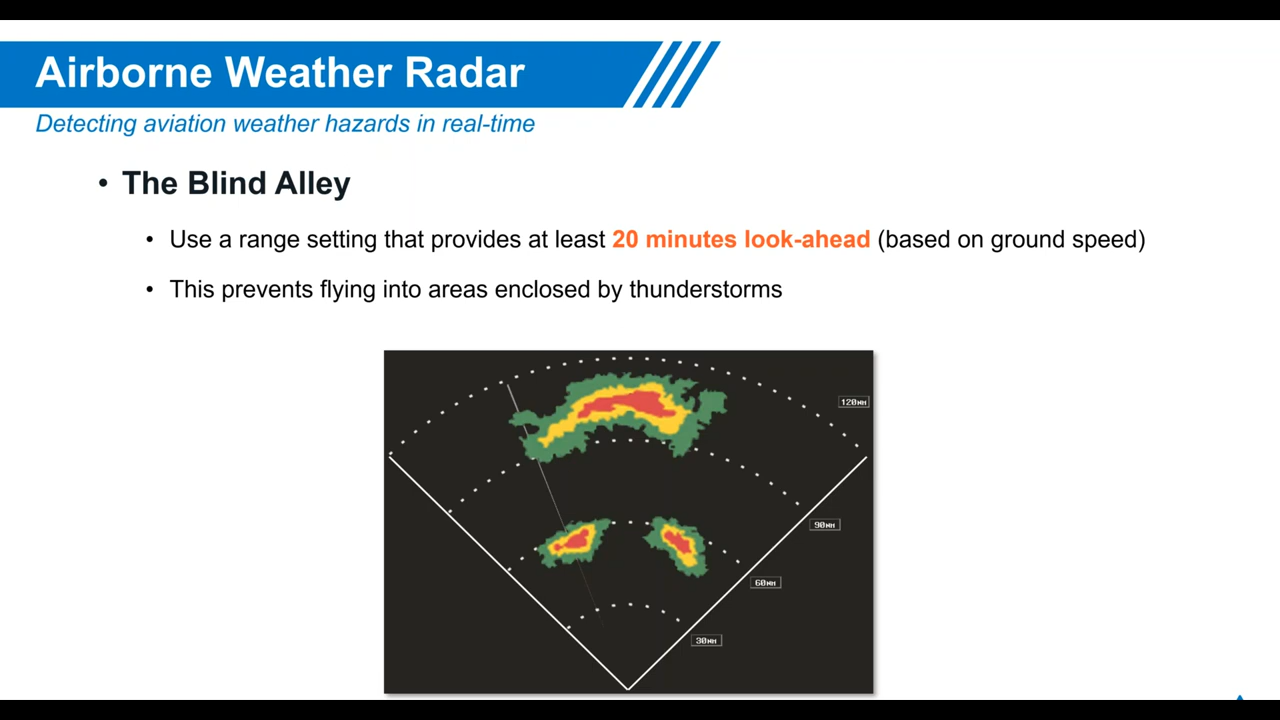 Airborne Weather Radar
Detecting aviation weather hazards in real-time
• The Blind Alley
• Use a range setting that provides at least 20 minutes look-ahead (based on ground speed)
• This prevents flying into areas enclosed by thunderstorms
120NM
90NM
60NM
30NM